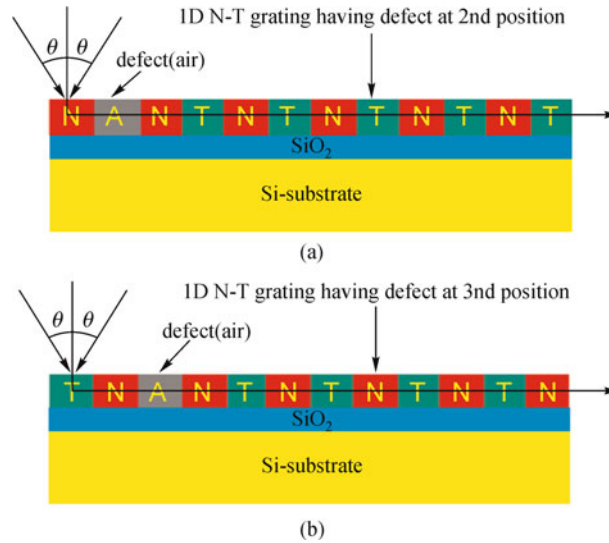 1D N-T grating having defect at 2nd position
θ θ
defect(air)
N A N T N T N T N T N T
SiO2
Si-substrate
(a)
1D N-T grating having defect at 3nd position
θ θ
defect(air)
T N A N T N T N T N T N
SiO2
Si-substrate
(b)